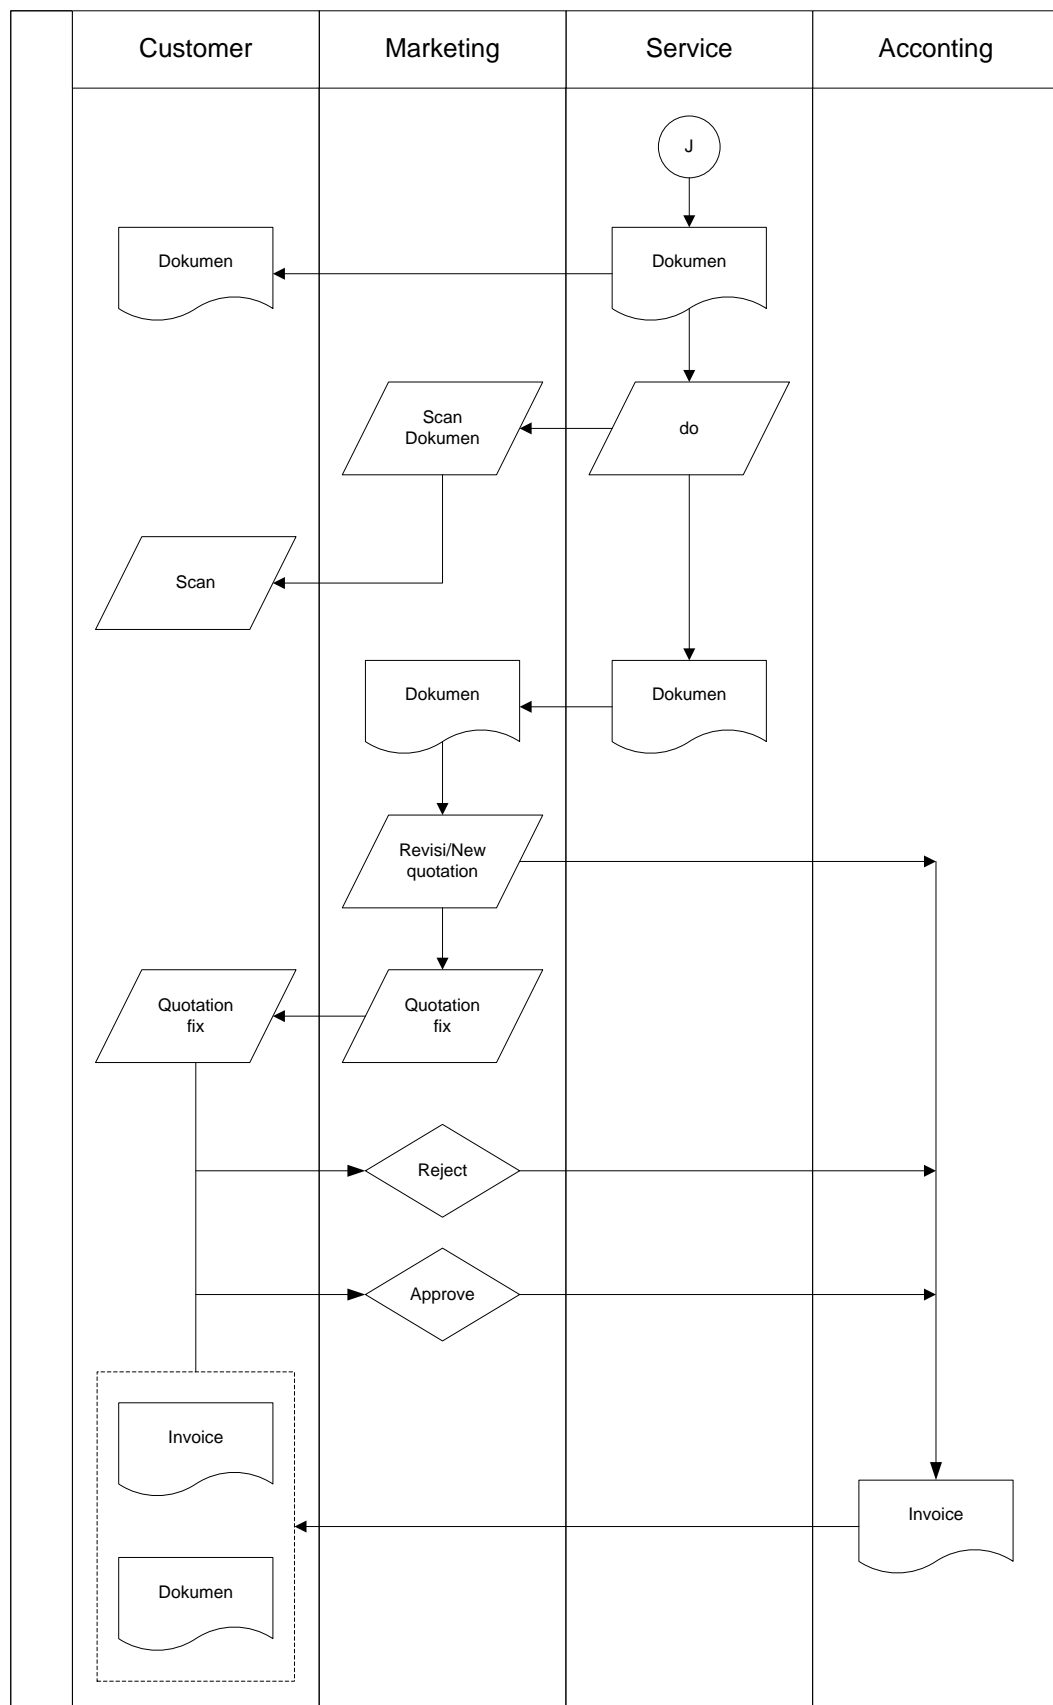 Customer
Marketing
Service
Acconting
J
Dokumen
Dokumen
Scan
Dokumen
do
Scan
Dokumen
Dokumen
Revisi/New
quotation
Quotation
fix
Quotation
fix
Reject
Approve
Invoice
Invoice
Dokumen